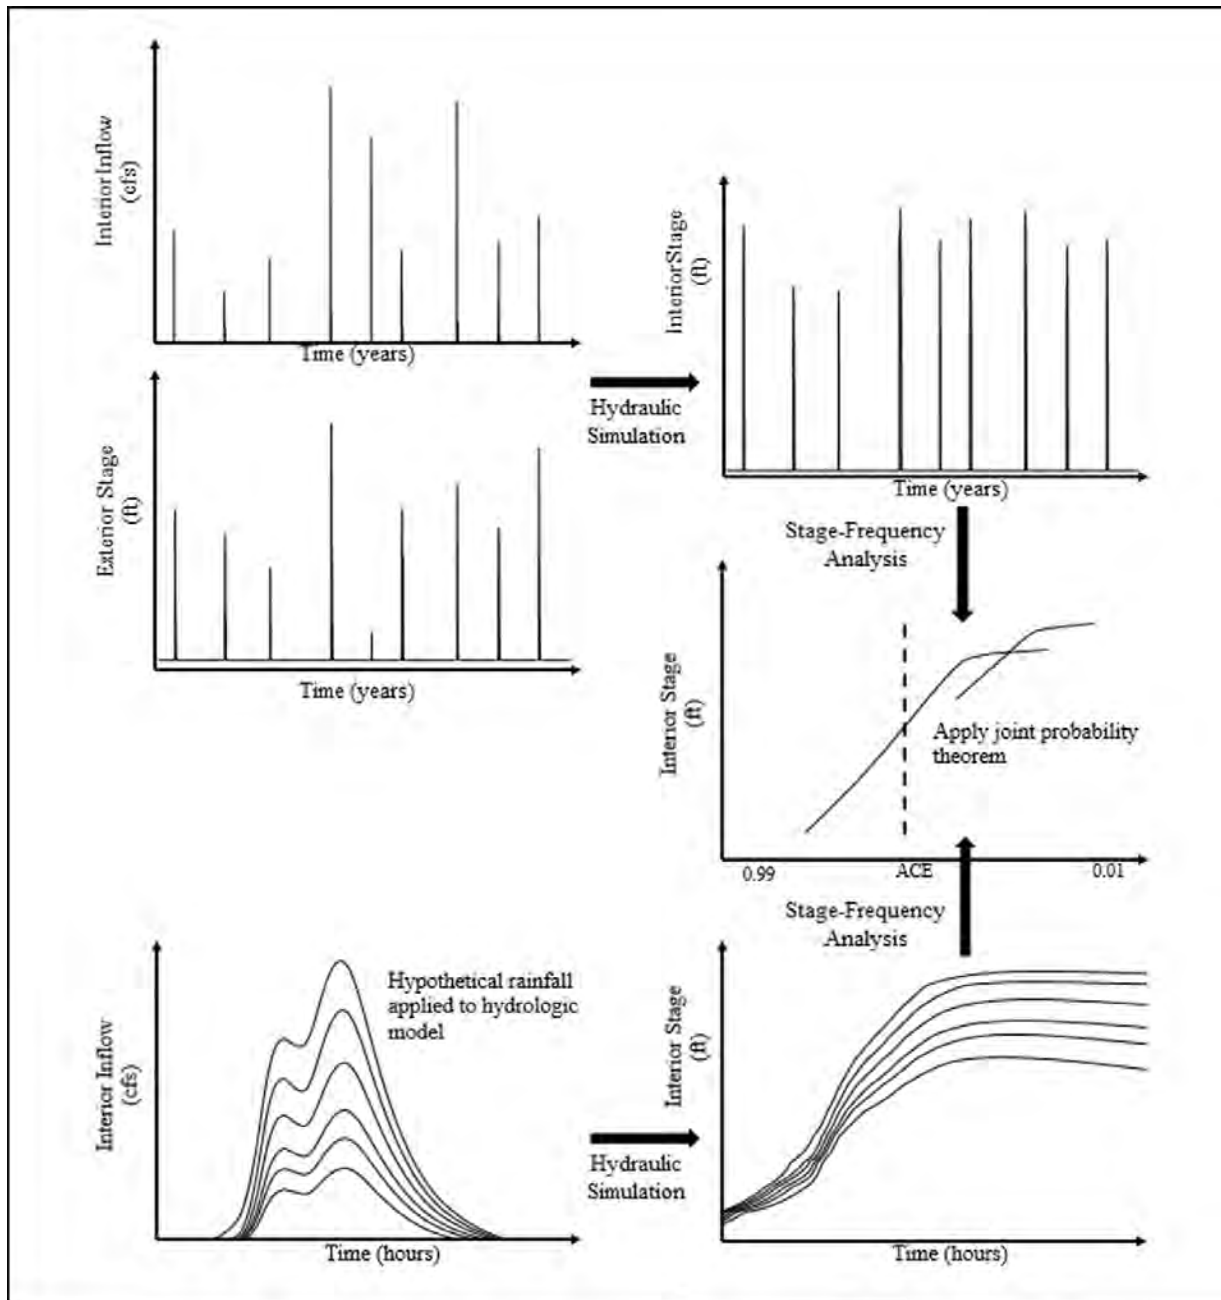 Interior Inflow
(cfs)
Time (years)
Exterior Stage
(ft)
Time (years)
Hydraulic
Simulation
Interior Stage
(ft)
Time (years)
Stage-Frequency
Analysis
Interior Stage
(ft)
Apply joint probability
theorem
0.99
ACE
0.01
Stage-Frequency
Analysis
Interior Inflow
(cfs)
Hypothetical rainfall
applied to hydrologic
model
Time (hours)
Hydraulic
Simulation
Interior Stage
(ft)
Time (hours)